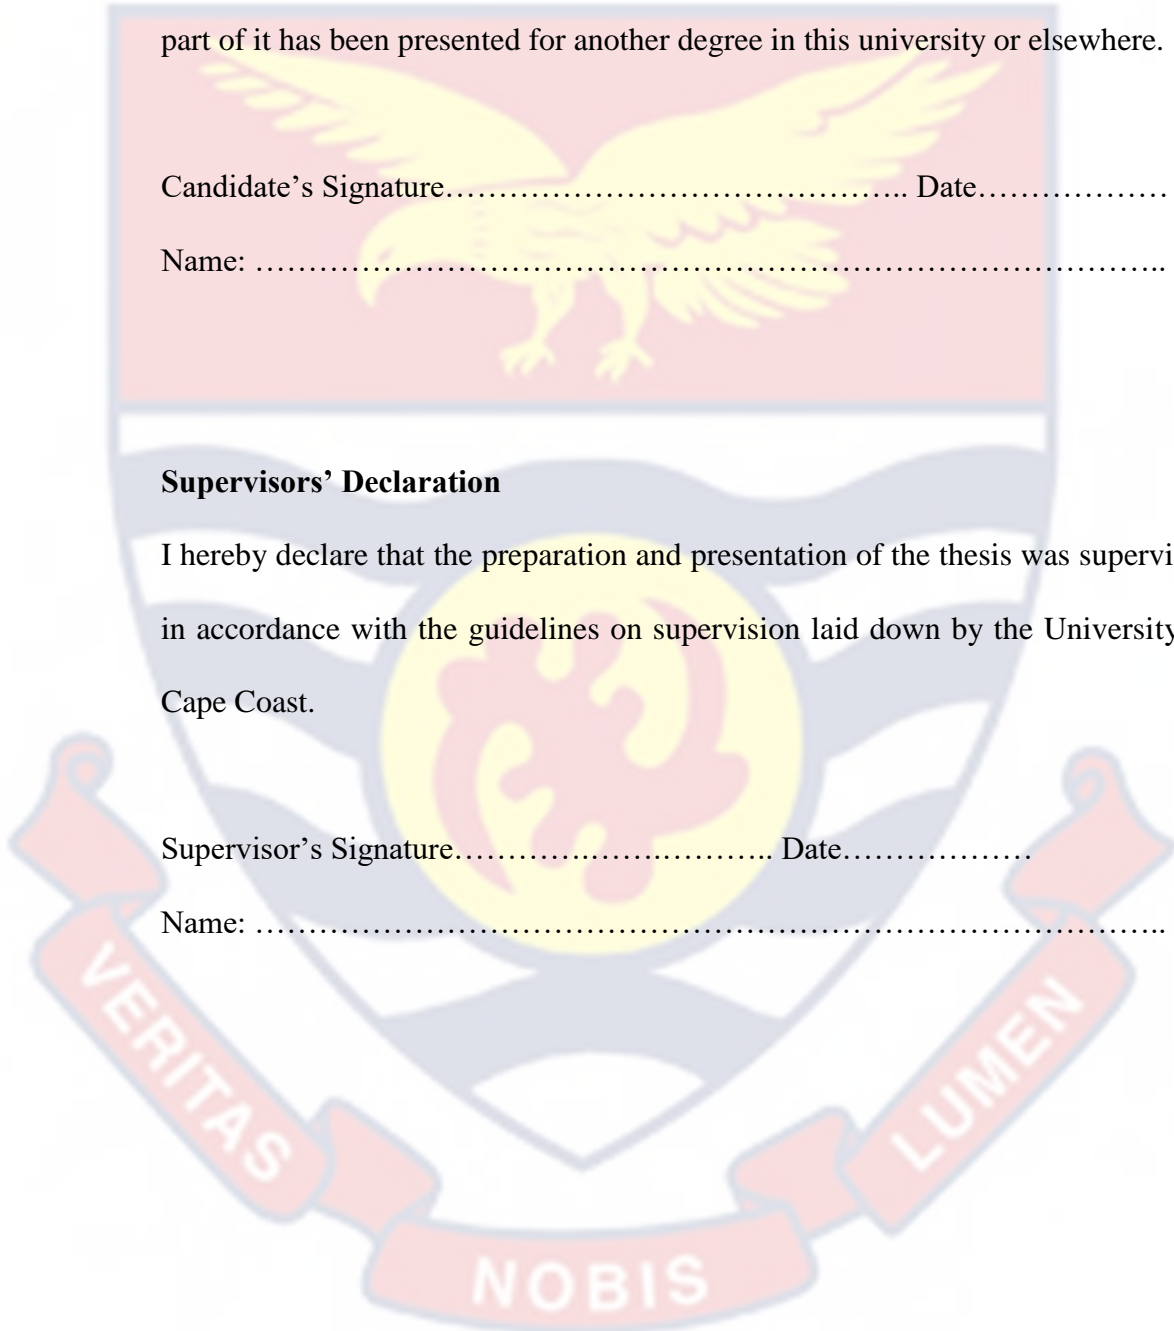 part of it has been presented for another degree in this university or elsewhere.
Candidate’s Signature…………………………………….. Date………………
Name: …………………………………………………………………………..
Supervisors’ Declaration
I hereby declare that the preparation and presentation of the thesis was supervi
in accordance with the guidelines on supervision laid down by the University
Cape Coast.
Supervisor’s Signature………….…….……….. Date………………
Name: …………………………………………………………………………..
VERITAS
NOBIS
LUMEN